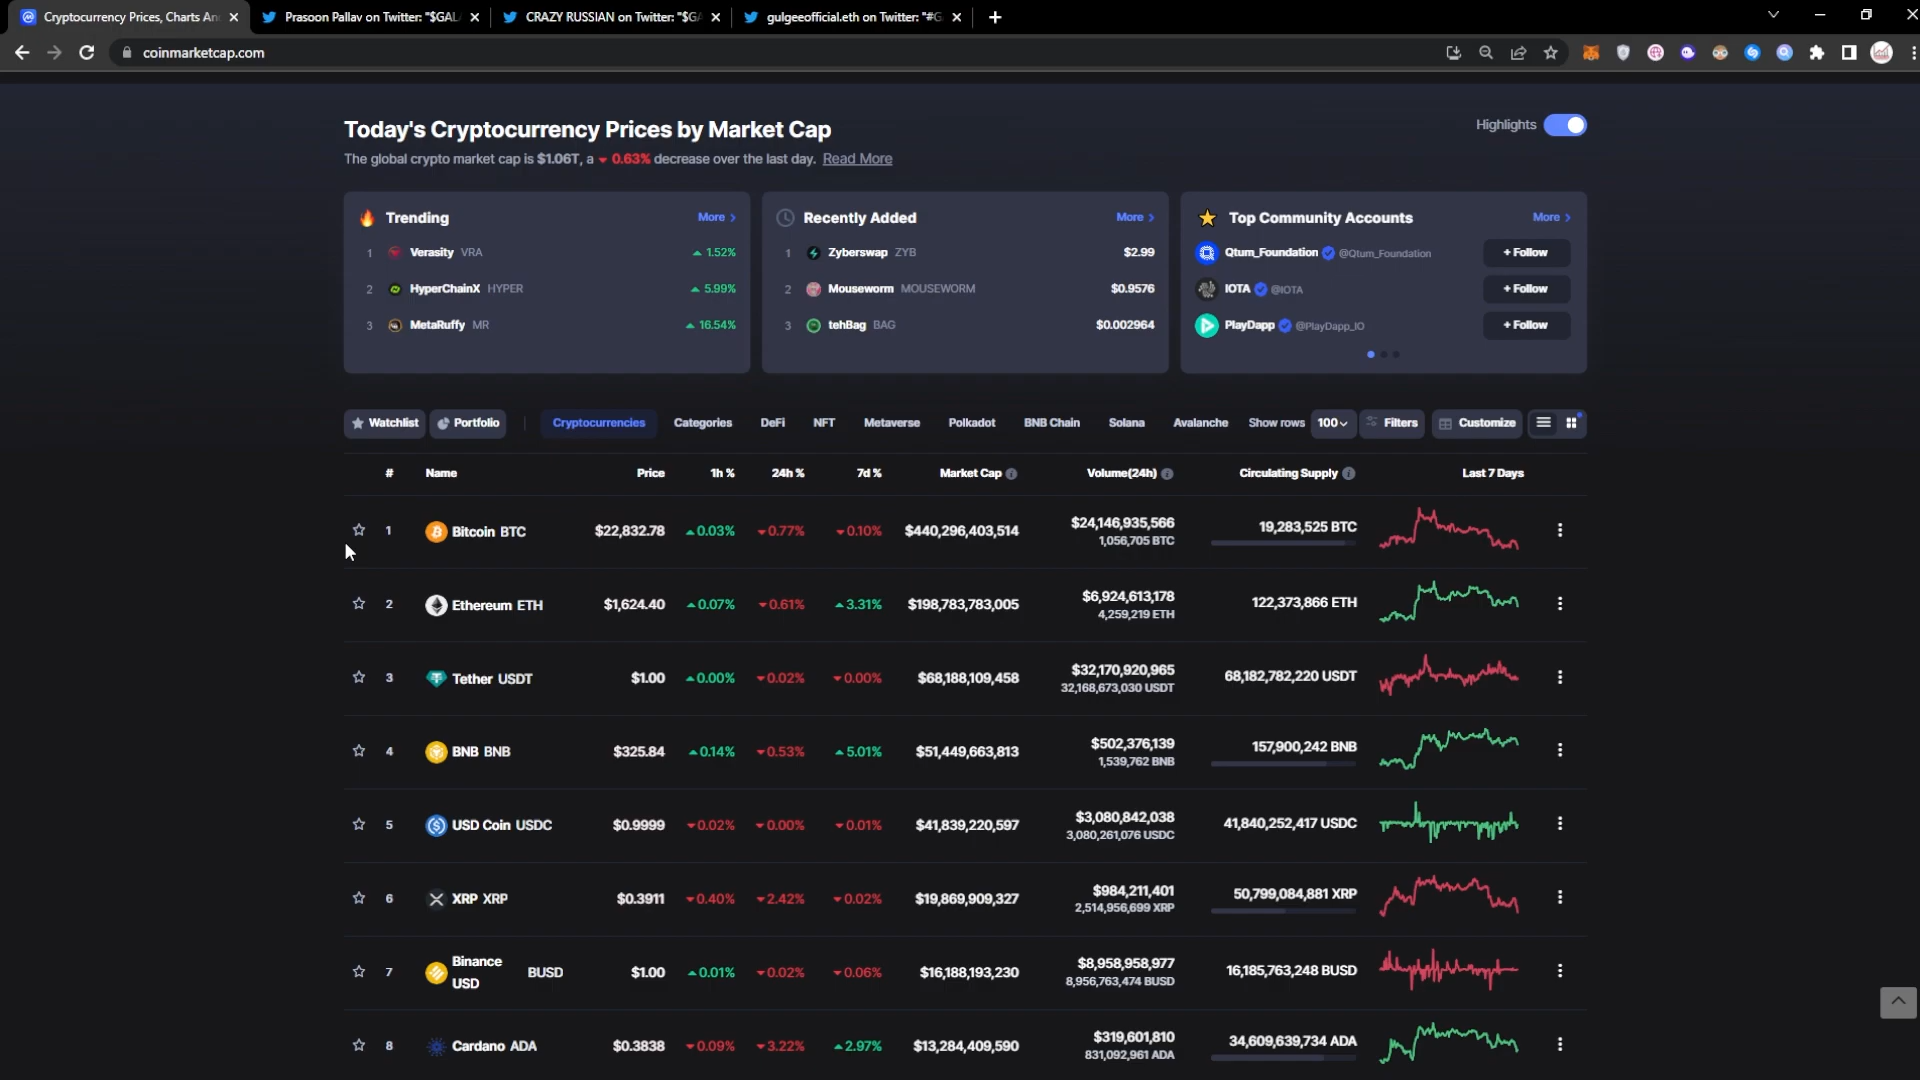 Cryptocurrency Prices, Charts An
Prasoon Pallav on Twitter: "$GAL
CRAZY RUSSIAN on Twitter: "$GA
gulgeeofficial.eth on Twitter: "#G
coinmarketcap.com
Today's Cryptocurrency Prices by Market Cap
Highlights
The global crypto market cap is $1.06T, a 0.63% decrease over the last day. Read More
Trending More >
1 Verasity VRA 1.52%
2 HyperChainX HYPER 5.99%
3 MetaRuffy MR 16.54%
Recently Added More >
1 Zyberswap ZYB $2.99
2 Mouseworm MOUSEWORM $0.9576
3 tehBag BAG $0.002964
Top Community Accounts More >
Qtum_Foundation @Qtum_Foundation + Follow
IOTA @IOTA + Follow
PlayDapp @PlayDapp_IO + Follow
Watchlist Portfolio Cryptocurrencies Categories DeFi NFT Metaverse Polkadot BNB Chain Solana Avalanche Show rows 100 Filters Customize
# Name Price 1h % 24h % 7d % Market Cap Volume(24h) Circulating Supply Last 7 Days
1 Bitcoin BTC $22,832.78 0.03% 0.77% 0.10% $440,296,403,514 $24,146,935,566 19,283,525 BTC
1,056,705 BTC
2 Ethereum ETH $1,624.40 0.07% 0.61% 3.31% $198,783,783,005 $6,924,613,178 122,373,866 ETH
4,259,219 ETH
3 Tether USDT $1.00 0.00% 0.02% 0.00% $68,188,109,458 $32,170,920,965 68,182,782,220 USDT
32,168,673,030 USDT
4 BNB BNB $325.84 0.14% 0.53% 5.01% $51,449,663,813 $502,376,139 157,900,242 BNB
1,539,762 BNB
5 USD Coin USDC $0.9999 0.02% 0.00% 0.01% $41,839,220,597 $3,080,842,038 41,840,252,417 USDC
3,080,261,076 USDC
6 XRP XRP $0.3911 0.40% 2.42% 0.02% $19,869,909,327 $984,211,401 50,799,084,881 XRP
2,514,956,699 XRP
7 Binance USD BUSD $1.00 0.01% 0.02% 0.06% $16,188,193,230 $8,958,958,977 16,185,763,248 BUSD
8,956,763,474 BUSD
8 Cardano ADA $0.3838 0.09% 3.22% 2.97% $13,284,409,590 $319,601,810 34,609,639,734 ADA
831,092,961 ADA